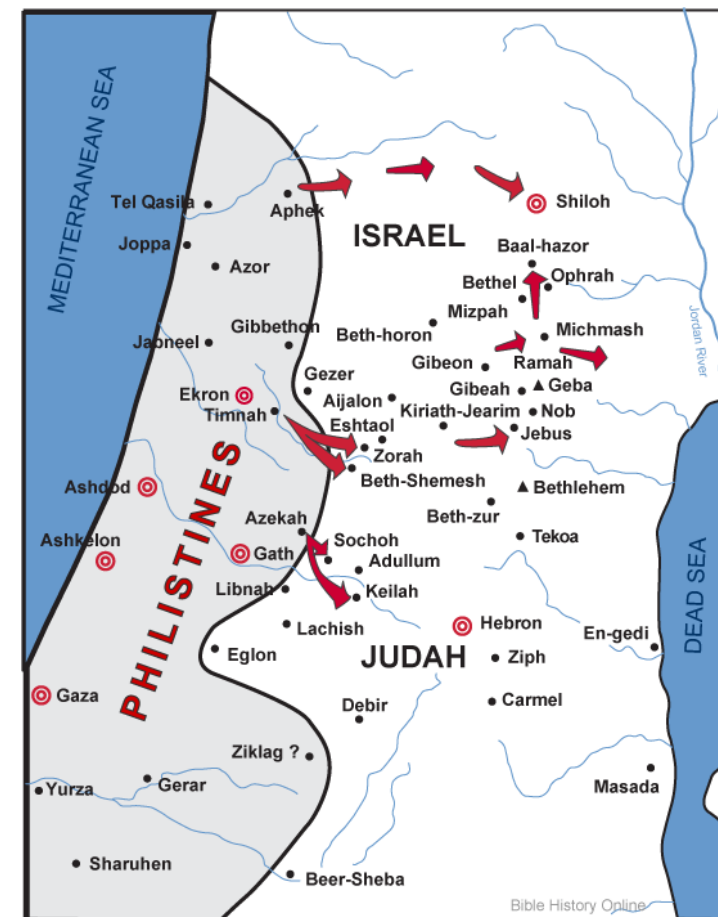 MEDITERRANEAN SEA
Tel Qasila
Aphek
Shiloh
ISRAEL
Joppa
Baal-hazor
Azor
Bethel
Ophrah
Mizpah
Jordan River
Beth-horon
Gibbethon
Jabneel
Michmash
Gibeon
Ramah
Gezer
Ekron
Aijalon
Gibeah
Geba
Timnah
Kiriath-Jearim
Nob
Eshtaol
Jebus
Zorah
Beth-Shemesh
Ashdod
Bethlehem
Beth-zur
PHILISTINES
Azekah
Tekoa
Ashkelon
Sochoh
Gath
Adullum
Libnah
Keilah
Lachish
Hebron
En-gedi
DEAD SEA
Eglon
JUDAH
Ziph
Gaza
Debir
Carmel
Ziklag ?
Gerar
Masada
Yurza
Sharuhen
Beer-Sheba
Bible History Online